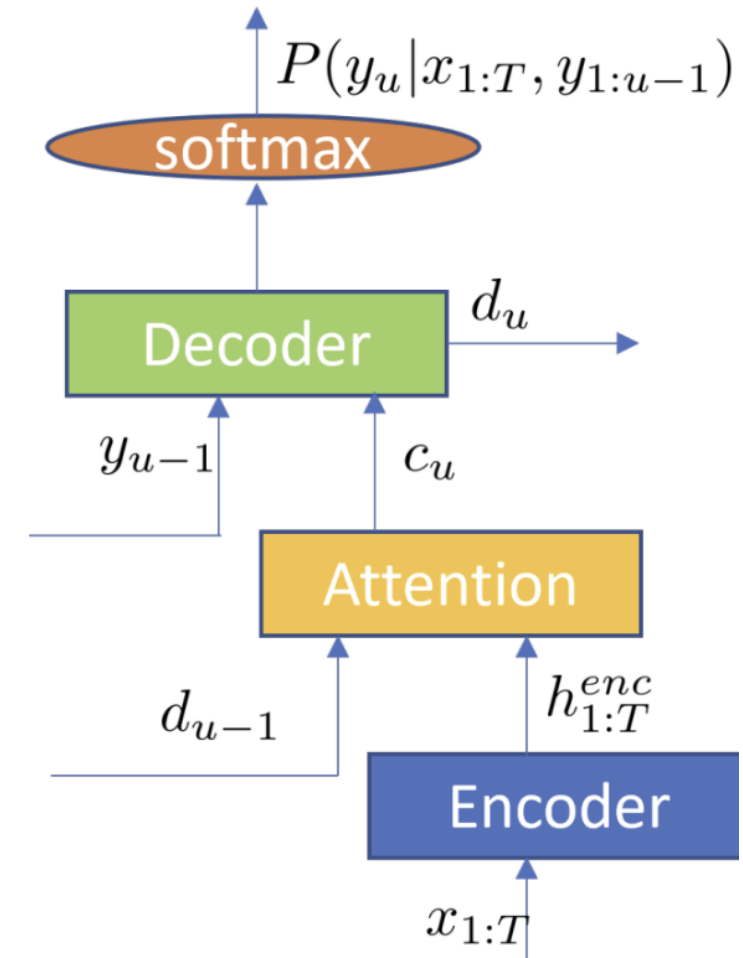 P(y_u|x_{1:T}, y_{1:u-1})
softmax
d_u
Decoder
y_{u-1}
c_u
Attention
h_{1:T}^{enc}
d_{u-1}
Encoder
x_{1:T}